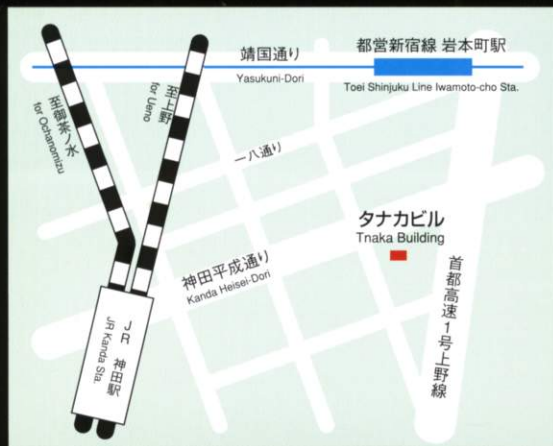 靖国通り
Yasukuni-Dori
都営新宿線 岩本町駅
Toei Shinjuku Line Iwamoto-cho Sta.
至御茶ノ水
for Ochanomizu
至上野
for Ueno
一八通り
タナカビル
Tnaka Building
神田平成通り
Kanda Heisei-Dori
首都高速1号上野線
JR 神田駅
JR Kanda Sta.